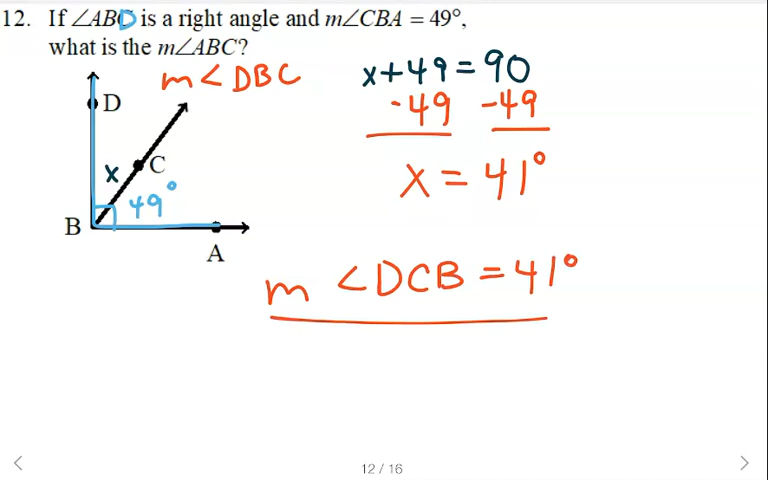 12. If ∠ABD is a right angle and m∠CBA = 49°,
what is the m∠ABC?
m<DBC
x+49=90
-49 -49
x = 41°
D
C
x
49°
B
A
m <DCB = 41°
12 / 16